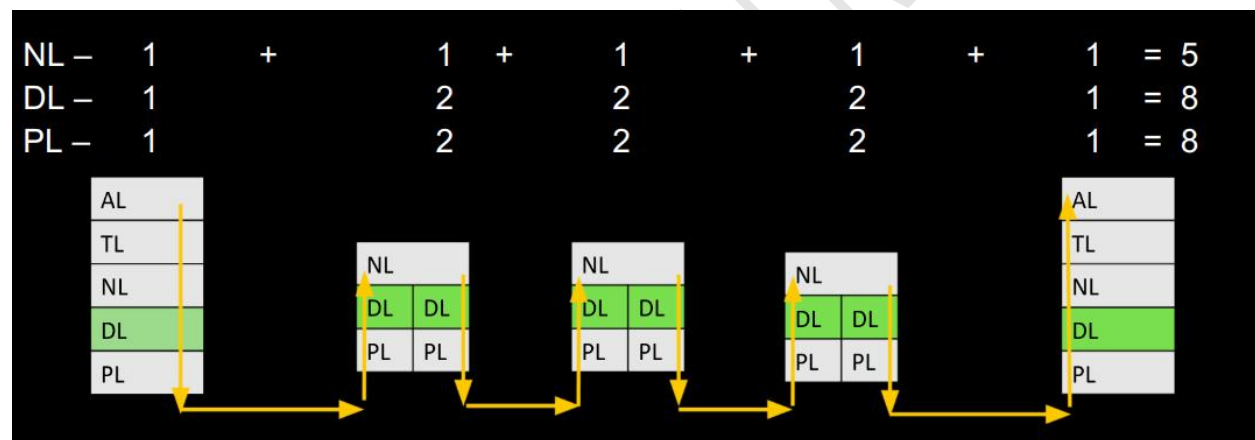 NL – 1 + 1 + 1 + 1 + 1 = 5
DL – 1 2 2 2 1 = 8
PL – 1 2 2 2 1 = 8
AL AL
TL TL
NL NL NL NL NL
DL DL DL DL DL DL DL DL
PL PL PL PL PL PL PL PL